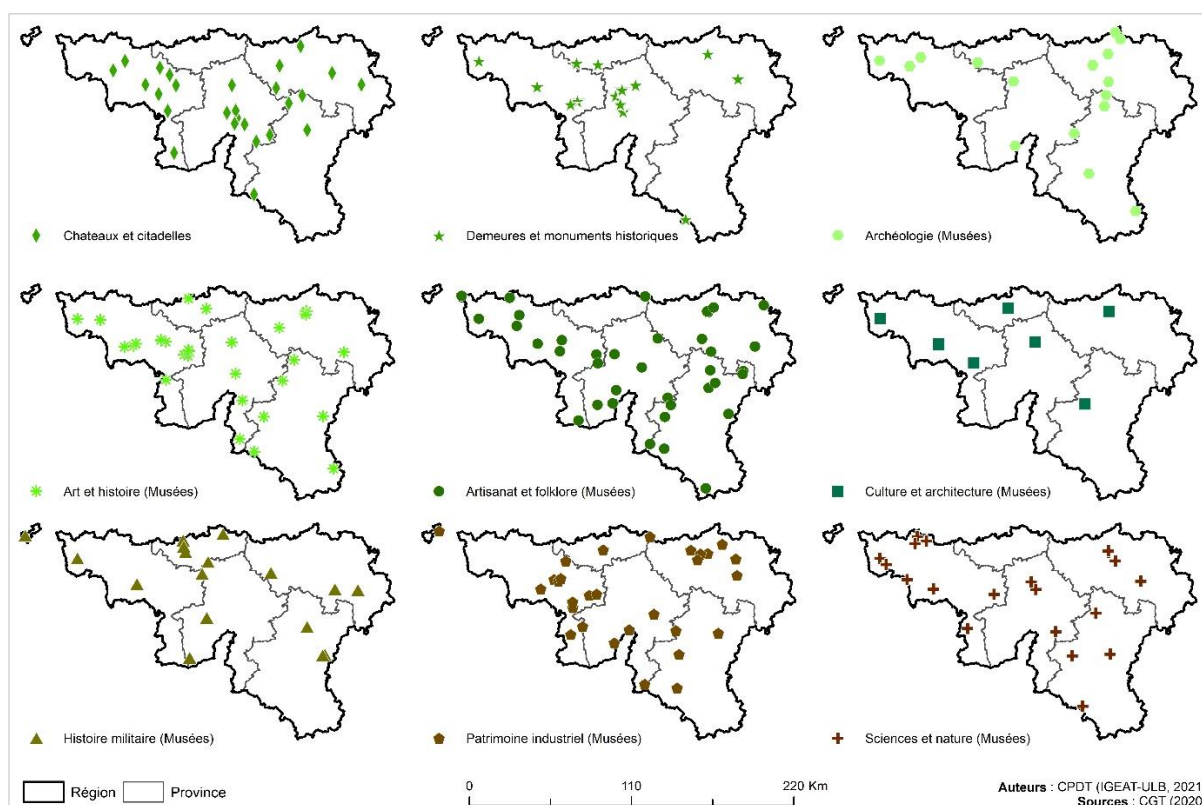 Chateaux et citadelles
Demeures et monuments historiques
Archéologie (Musées)
Art et histoire (Musées)
Artisanat et folklore (Musées)
Culture et architecture (Musées)
Histoire militaire (Musées)
Patrimoine industriel (Musées)
Sciences et nature (Musées)
Région
Province
0
110
220 Km
Auteurs : CPDT (IGEAT-ULB, 2021
Sources : CGT (2020